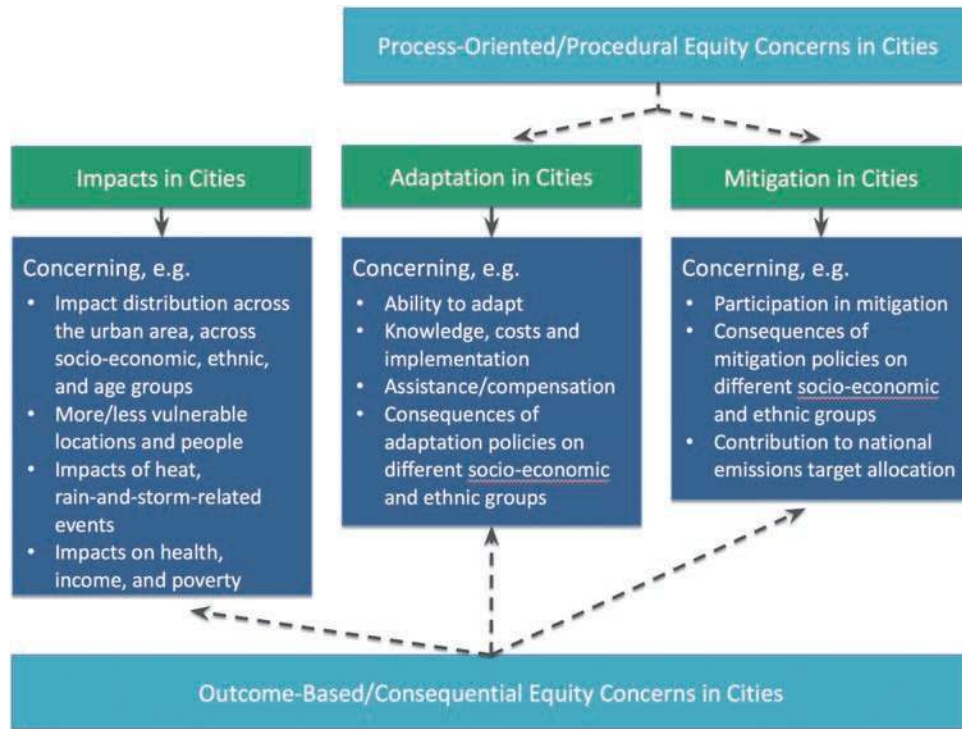 Process-Oriented/Procedural Equity Concerns in Cities
Impacts in Cities
Adaptation in Cities
Mitigation in Cities
Concerning, e.g.
• Impact distribution across
the urban area, across
socio-economic, ethnic,
and age groups
• More/less vulnerable
locations and people
• Impacts of heat,
rain-and-storm-related
events
• Impacts on health,
income, and poverty
Concerning, e.g.
• Ability to adapt
• Knowledge, costs and
implementation
• Assistance/compensation
• Consequences of
adaptation policies on
different socio-economic
and ethnic groups
Concerning, e.g.
• Participation in mitigation
• Consequences of
mitigation policies on
different socio-economic
and ethnic groups
• Contribution to national
emissions target allocation
Outcome-Based/Consequential Equity Concerns in Cities